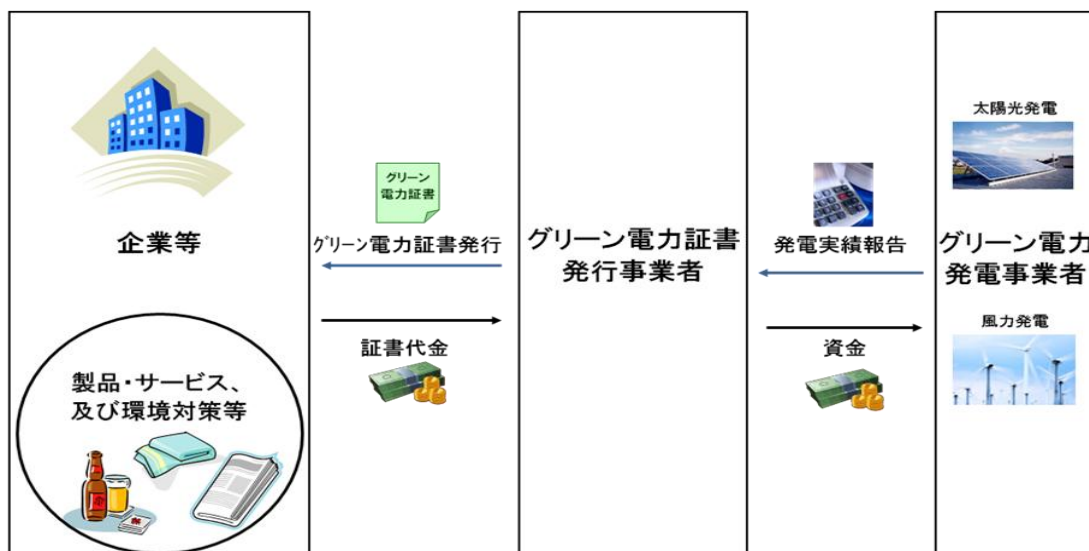 企業等
製品・サービス、
及び環境対策等
グリーン
電力証書
グリーン電力証書発行
証書代金
グリーン電力証書
発行事業者
発電実績報告
資金
太陽光発電
グリーン電力
発電事業者
風力発電